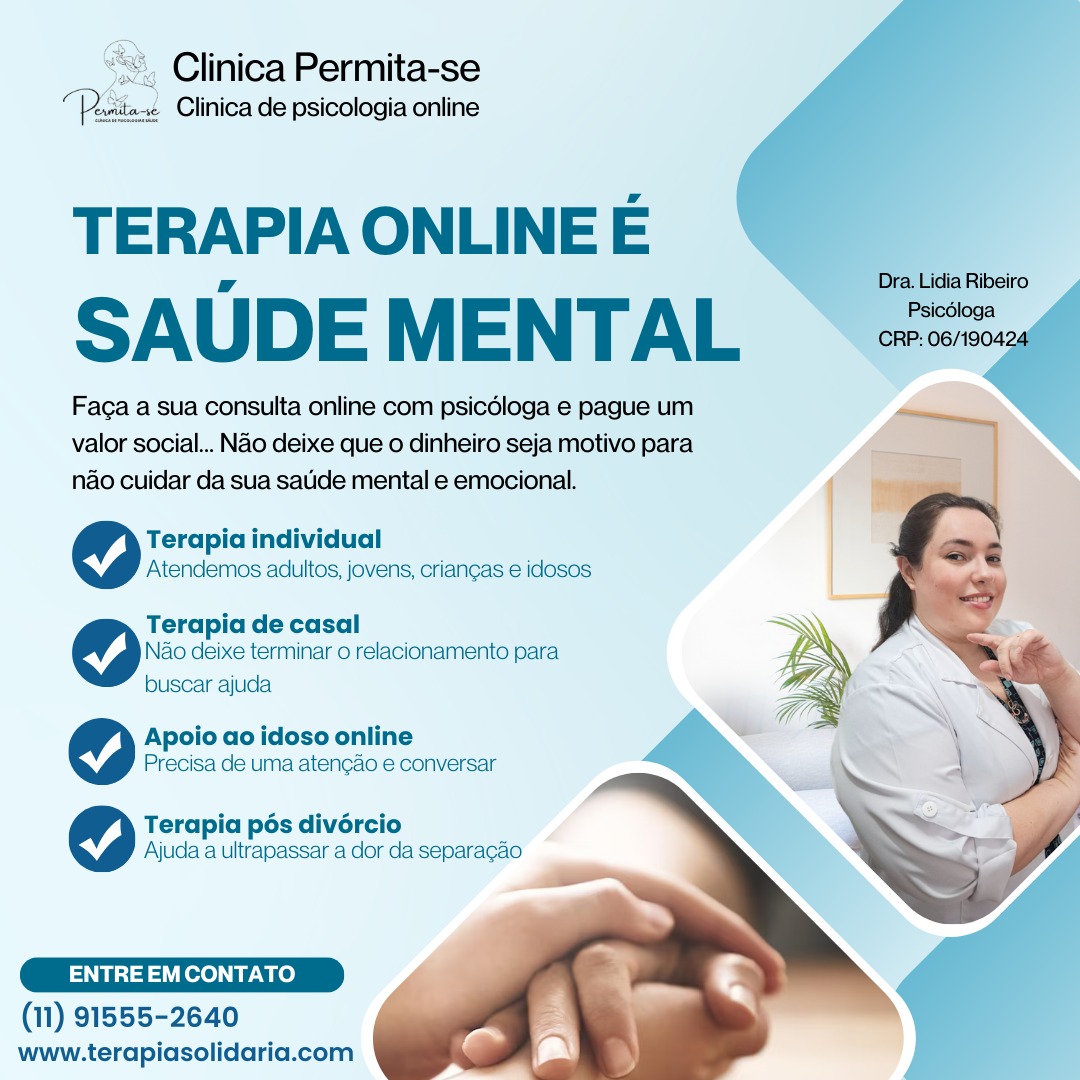 Permita-se
CLÍNICA DE PSICOLOGIA E SAÚDE
Clinica Permita-se
Clinica de psicologia online
TERAPIA ONLINE É
SAÚDE MENTAL
Dra. Lidia Ribeiro
Psicóloga
CRP: 06/190424
Faça a sua consulta online com psicóloga e pague um
valor social... Não deixe que o dinheiro seja motivo para
não cuidar da sua saúde mental e emocional.
Terapia individual
Atendemos adultos, jovens, crianças e idosos
Terapia de casal
Não deixe terminar o relacionamento para
buscar ajuda
Apoio ao idoso online
Precisa de uma atenção e conversar
Terapia pós divórcio
Ajuda a ultrapassar a dor da separação
ENTRE EM CONTATO
(11) 91555-2640
www.terapiasolidaria.com